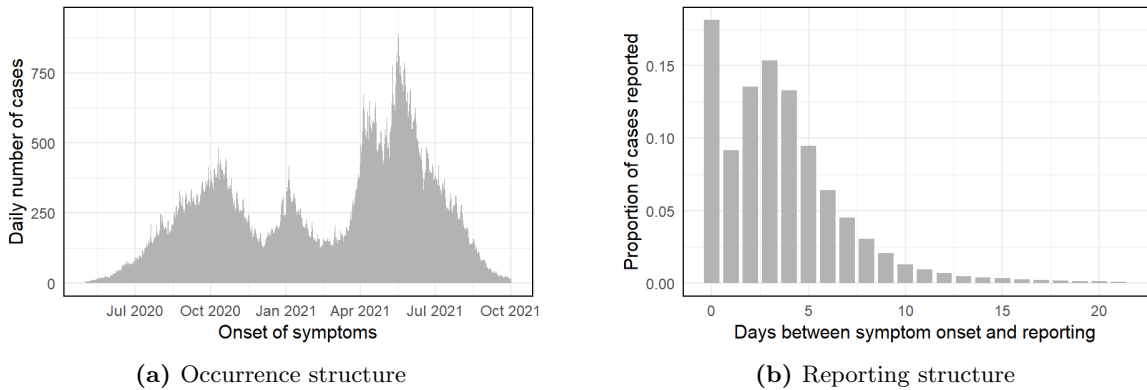 Daily number of cases
750
500
250
0
Jul 2020 Oct 2020 Jan 2021 Apr 2021 Jul 2021 Oct 2021
Onset of symptoms
(a) Occurrence structure
Proportion of cases reported
0.15
0.10
0.05
0.00
0 5 10 15 20
Days between symptom onset and reporting
(b) Reporting structure